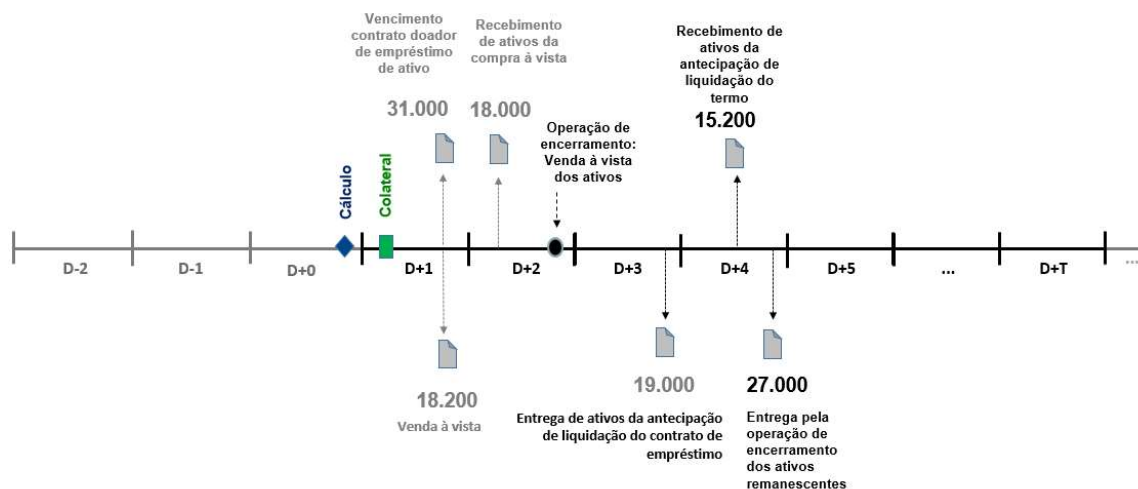 Vencimento
contrato doador
de empréstimo
de ativo
31.000
Recebimento
de ativos da
compra à vista
18.000
Operação de
encerramento:
Venda à vista
dos ativos
Recebimento de
ativos da
antecipação de
liquidação do
termo
15.200
Cálculo
Colateral
D-2
D-1
D+0
D+1
D+2
D+3
D+4
D+5
...
D+T
...
18.200
Venda à vista
19.000
Entrega de ativos da antecipação
de liquidação do contrato de
empréstimo
27.000
Entrega pela
operação de
encerramento
dos ativos
remanescentes